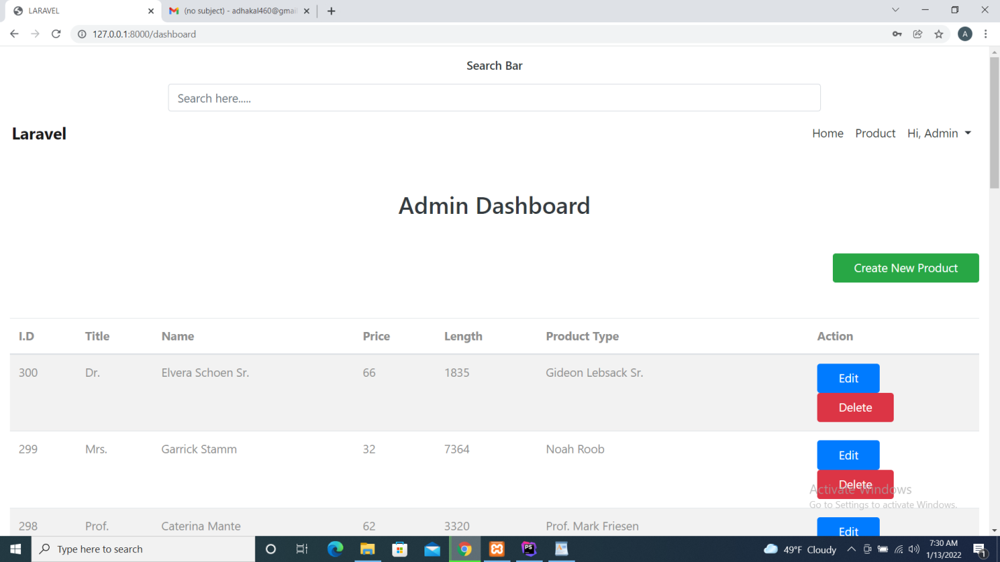 LARAVEL
(no subject) - adhakal460@gmai
127.0.0.1:8000/dashboard
A
Search Bar
Search here.....
Laravel
Home Product Hi, Admin
Admin Dashboard
Create New Product
I.D Title Name Price Length Product Type Action
300 Dr. Elvera Schoen Sr. 66 1835 Gideon Lebsack Sr. Edit
Delete
299 Mrs. Garrick Stamm 32 7364 Noah Roob Edit
Delete
Activate Windows
Go to Settings to activate Windows.
298 Prof. Caterina Mante 62 3320 Prof. Mark Friesen Edit
Type here to search
PS
49°F Cloudy
7:30 AM
1/13/2022
1